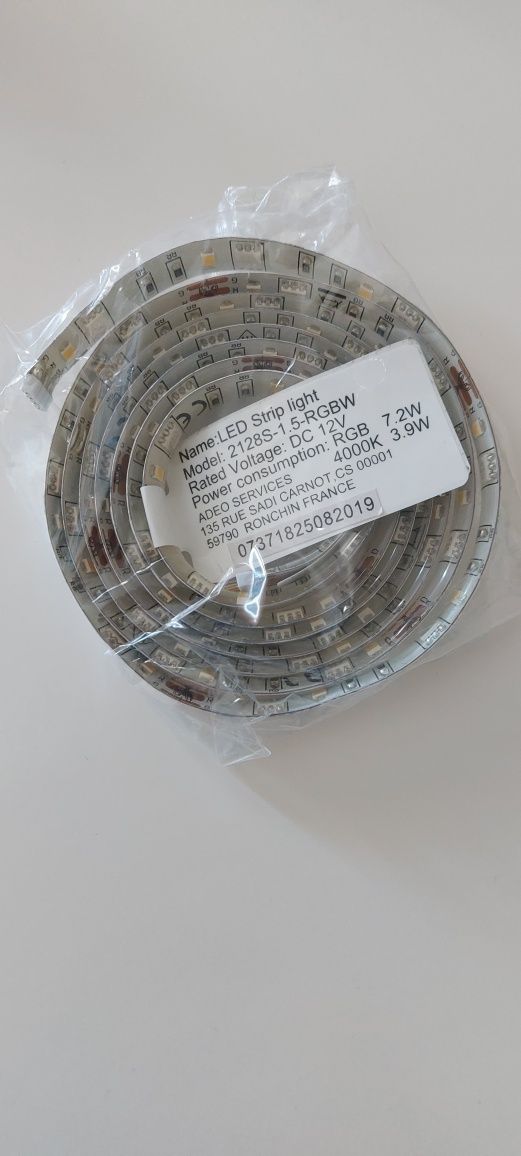 Name:LED Strip light
Model: 2128S-1.5-RGBW
Rated Voltage: DC 12V
Power consumption: RGB 7.2W
4000K 3.9W
ADEO SERVICES
135 RUE SADI CARNOT,CS 00001
59790 RONCHIN FRANCE
07371825082019